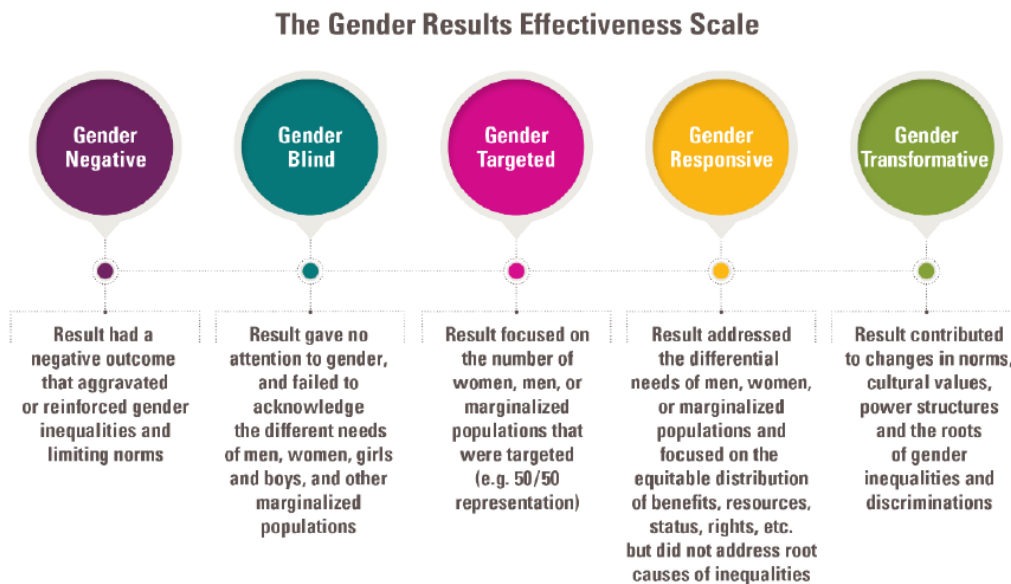 The Gender Results Effectiveness Scale
Gender
Negative
Gender
Blind
Gender
Targeted
Gender
Responsive
Gender
Transformative
Result had a
negative outcome
that aggravated
or reinforced gender
inequalities and
limiting norms
Result gave no
attention to gender,
and failed to
acknowledge
the different needs
of men, women, girls
and boys, and other
marginalized
populations
Result focused on
the number of
women, men, or
marginalized
populations that
were targeted
(e.g. 50/50
representation)
Result addressed
the differential
needs of men, women,
or marginalized
populations and
focused on the
equitable distribution
of benefits, resources,
status, rights, etc.
but did not address root
causes of inequalities
Result contributed
to changes in norms,
cultural values,
power structures
and the roots
of gender
inequalities and
discriminations